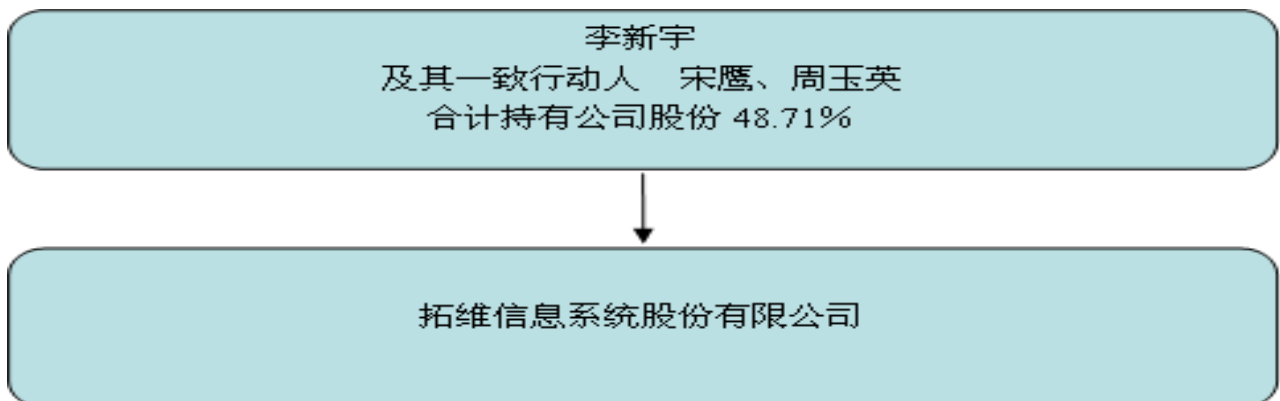 李新宇
及其一致行动人 宋鹰、周玉英
合计持有公司股份 48.71%
拓维信息系统股份有限公司